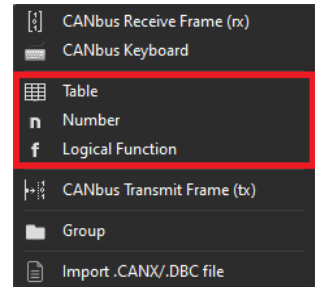 CANbus Receive Frame (rx)
CANbus Keyboard
Table
n Number
f Logical Function
CANbus Transmit Frame (tx)
Group
Import .CANX/.DBC file